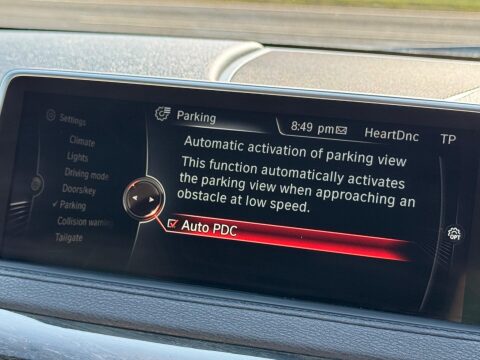 Settings
Climate
Lights
Driving mode
Doors/key
Parking
Collision warnin
Tailgate
Parking
8:49 pm
HeartDnc
TP
Automatic activation of parking view
This function automatically activates
the parking view when approaching an
obstacle at low speed.
Auto PDC
OPT